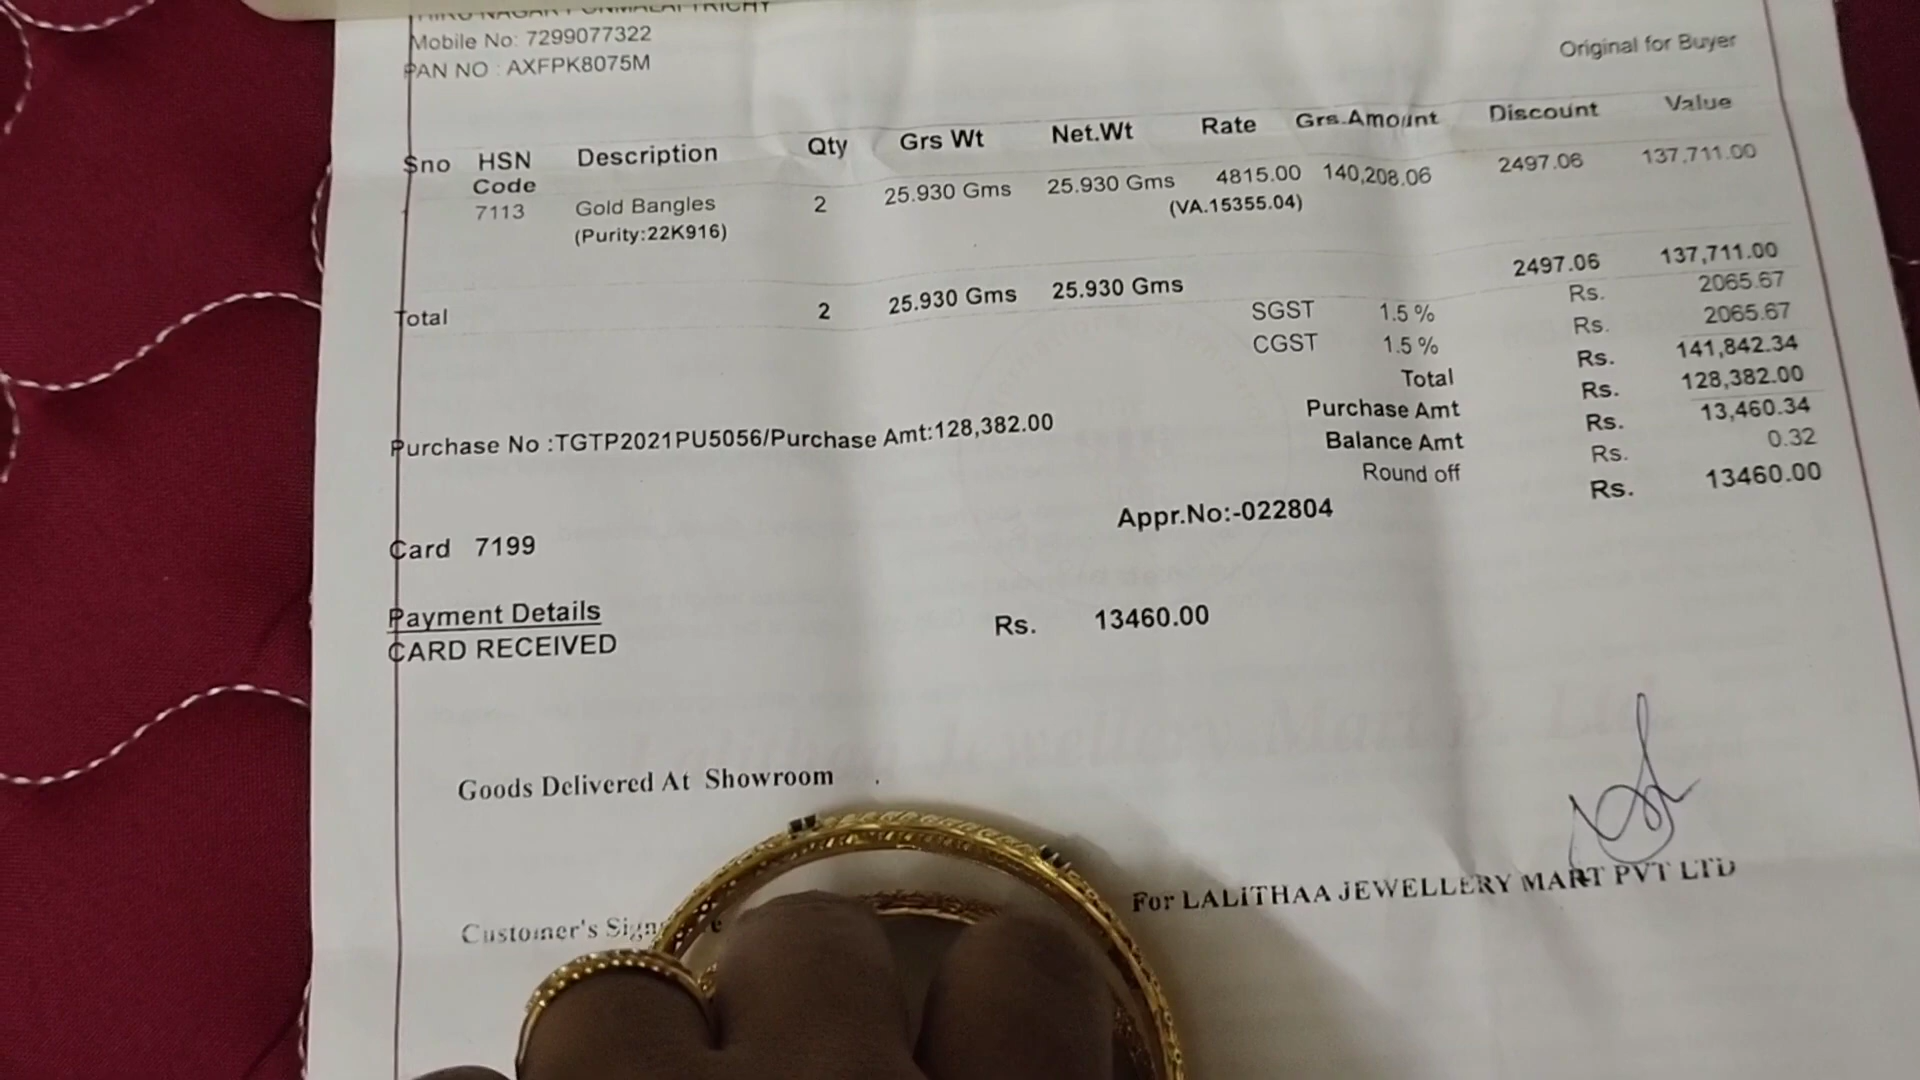 THIRU NAGAR PONMALAI TRICHY
Mobile No: 7299077322
PAN NO : AXFPK8075M
Original for Buyer
Sno HSN Code Description Qty Grs Wt Net.Wt Rate Grs.Amount Discount Value
1 7113 Gold Bangles 2 25.930 Gms 25.930 Gms 4815.00 140,208.06 2497.06 137,711.00
(Purity:22K916) (VA.15355.04)
Total 2 25.930 Gms 25.930 Gms 2497.06 137,711.00
SGST 1.5 % Rs. 2065.67
CGST 1.5 % Rs. 2065.67
Total Rs. 141,842.34
Purchase No :TGTP2021PU5056/Purchase Amt:128,382.00
Purchase Amt Rs. 128,382.00
Balance Amt Rs. 13,460.34
Round off Rs. 0.32
Rs. 13460.00
Card 7199 Appr.No:-022804
Payment Details
CARD RECEIVED Rs. 13460.00
Goods Delivered At Showroom .
For LALITHAA JEWELLERY MART PVT LTD
Customer's